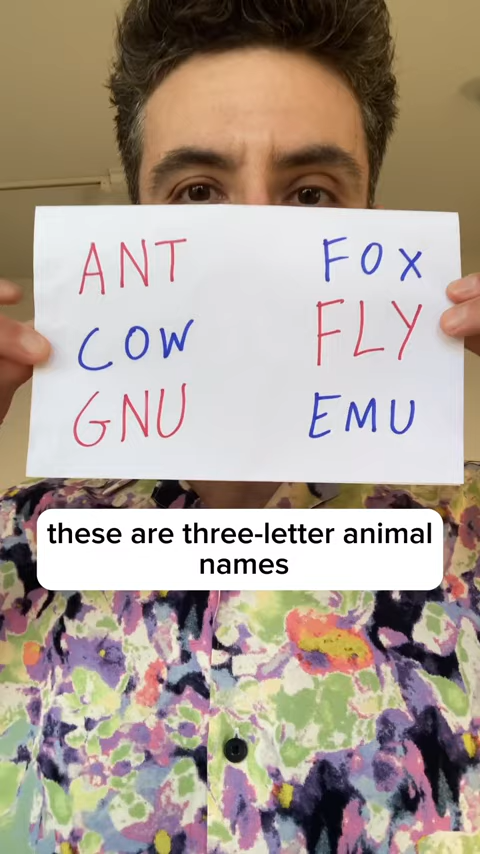 ANT FOX
COW FLY
GNU EMU
these are three-letter animal
names